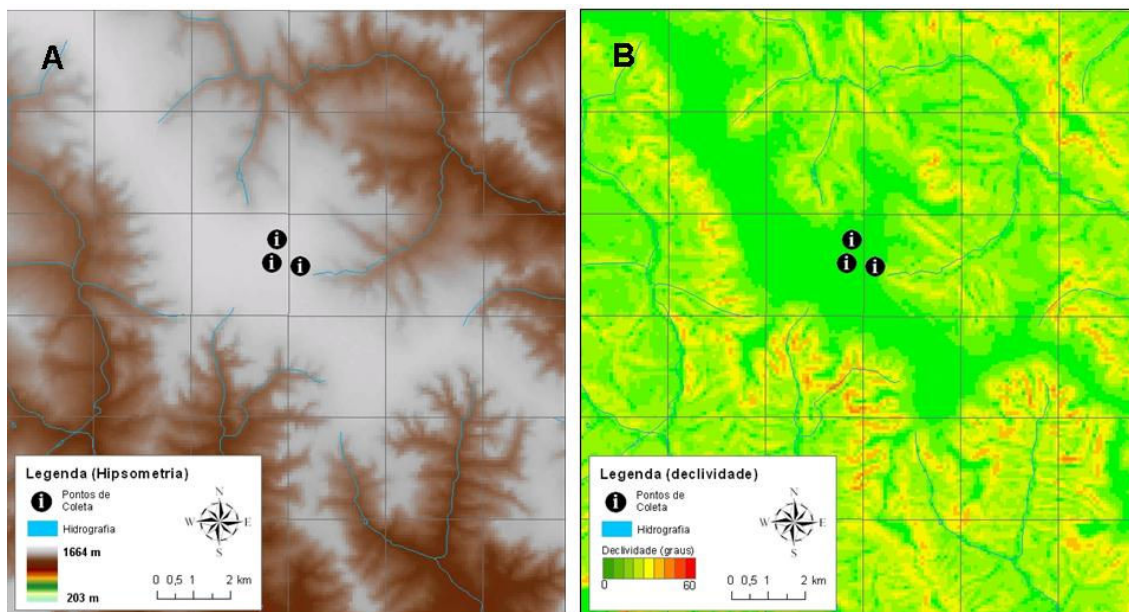 A
Legenda (Hipsometria)
i
Pontos de
Coleta
Hidrografia
1664 m
203 m
N
W E
S
0 0,5 1 2 km
i
i i
B
Legenda (declividade)
i
Pontos de
Coleta
Hidrografia
Declividade (graus)
0 60
N
W E
S
0 0,5 1 2 km
i
i i